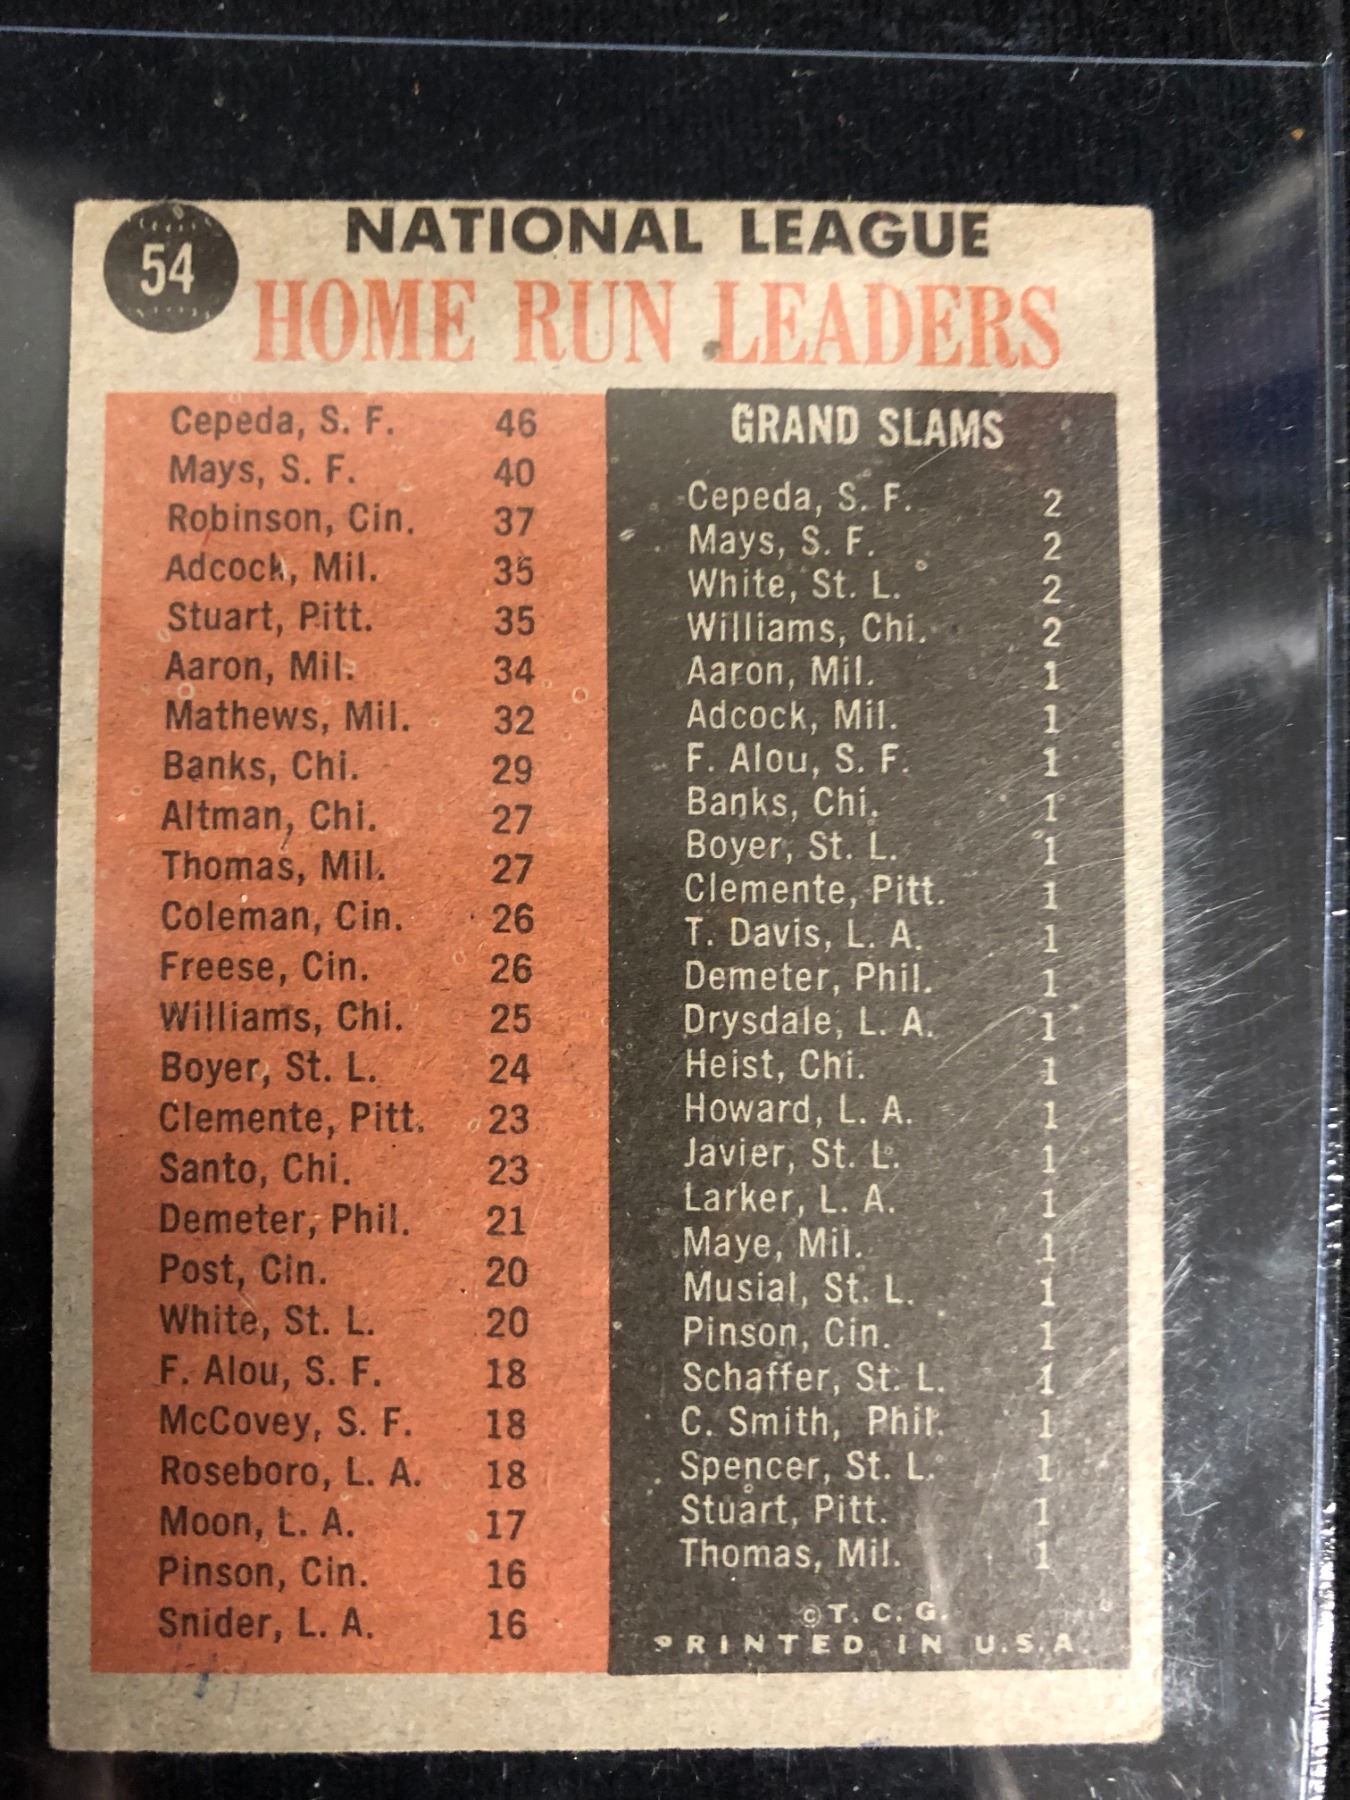 54
NATIONAL LEAGUE
HOME RUN LEADERS
Cepeda, S. F. 46
Mays, S. F. 40
Robinson, Cin. 37
Adcock, Mil. 35
Stuart, Pitt. 35
Aaron, Mil. 34
Mathews, Mil. 32
Banks, Chi. 29
Altman, Chi. 27
Thomas, Mil. 27
Coleman, Cin. 26
Freese, Cin. 26
Williams, Chi. 25
Boyer, St. L. 24
Clemente, Pitt. 23
Santo, Chi. 23
Demeter, Phil. 21
Post, Cin. 20
White, St. L. 20
F. Alou, S. F. 18
McCovey, S. F. 18
Roseboro, L. A. 18
Moon, L. A. 17
Pinson, Cin. 16
Snider, L. A. 16
GRAND SLAMS
Cepeda, S. F. 2
Mays, S. F. 2
White, St. L. 2
Williams, Chi. 2
Aaron, Mil. 1
Adcock, Mil. 1
F. Alou, S. F. 1
Banks, Chi. 1
Boyer, St. L. 1
Clemente, Pitt. 1
T. Davis, L. A. 1
Demeter, Phil. 1
Drysdale, L. A. 1
Heist, Chi. 1
Howard, L. A. 1
Javier, St. L. 1
Larker, L. A. 1
Maye, Mil. 1
Musial, St. L. 1
Pinson, Cin. 1
Schaffer, St. L. 1
C. Smith, Phil. 1
Spencer, St. L. 1
Stuart, Pitt. 1
Thomas, Mil. 1
©T. C. G.
PRINTED IN U.S.A.